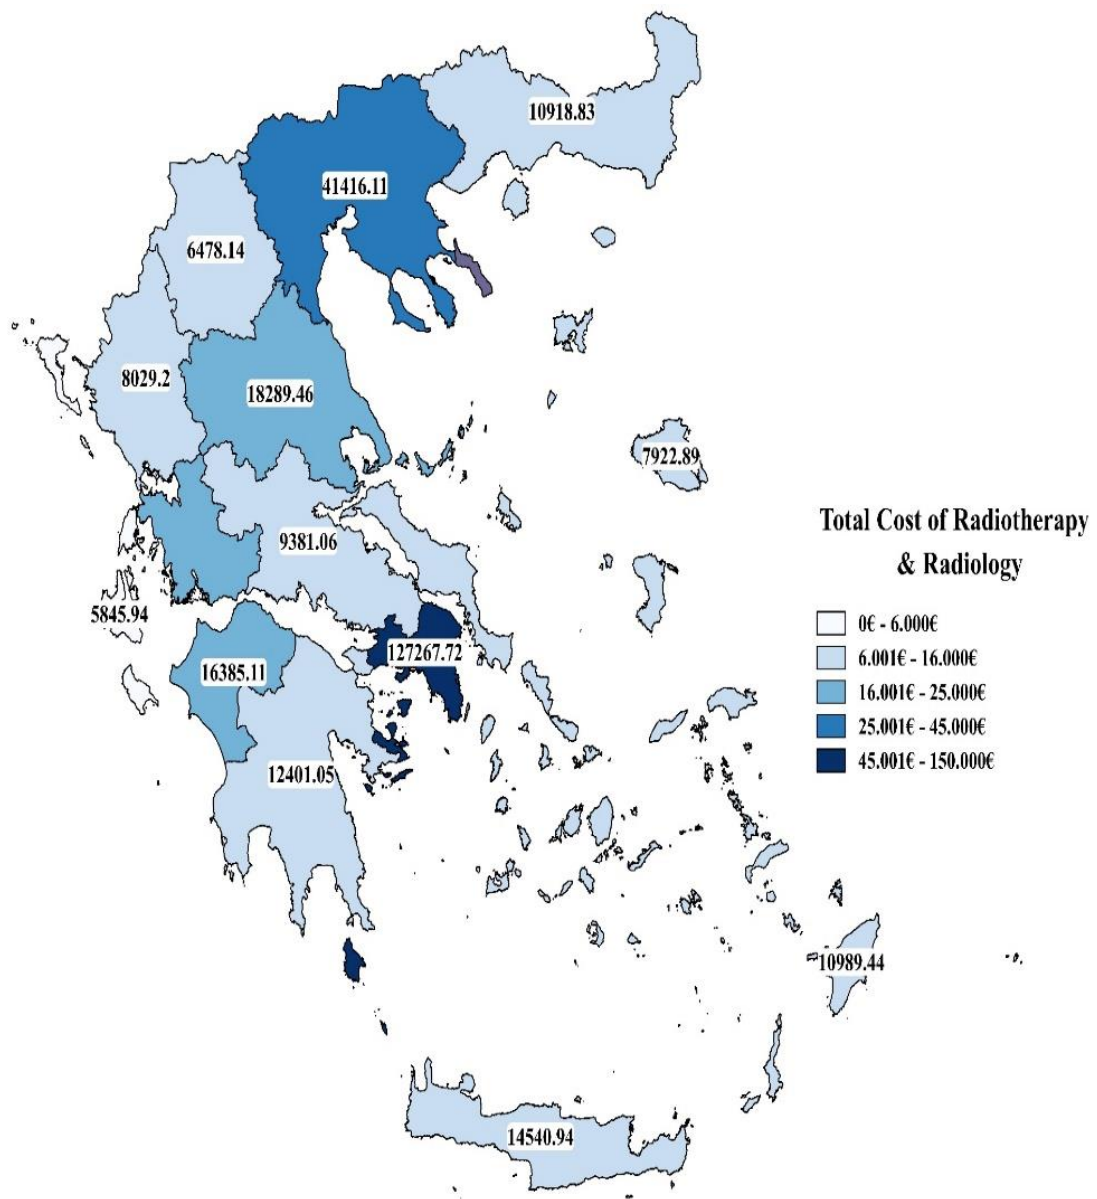 10918.83
41416.11
6478.14
8029.2
18289.46
7922.89
9381.06
5845.94
127267.72
16385.11
12401.05
10989.44
14540.94
Total Cost of Radiotherapy
& Radiology
0€ - 6.000€
6.001€ - 16.000€
16.001€ - 25.000€
25.001€ - 45.000€
45.001€ - 150.000€